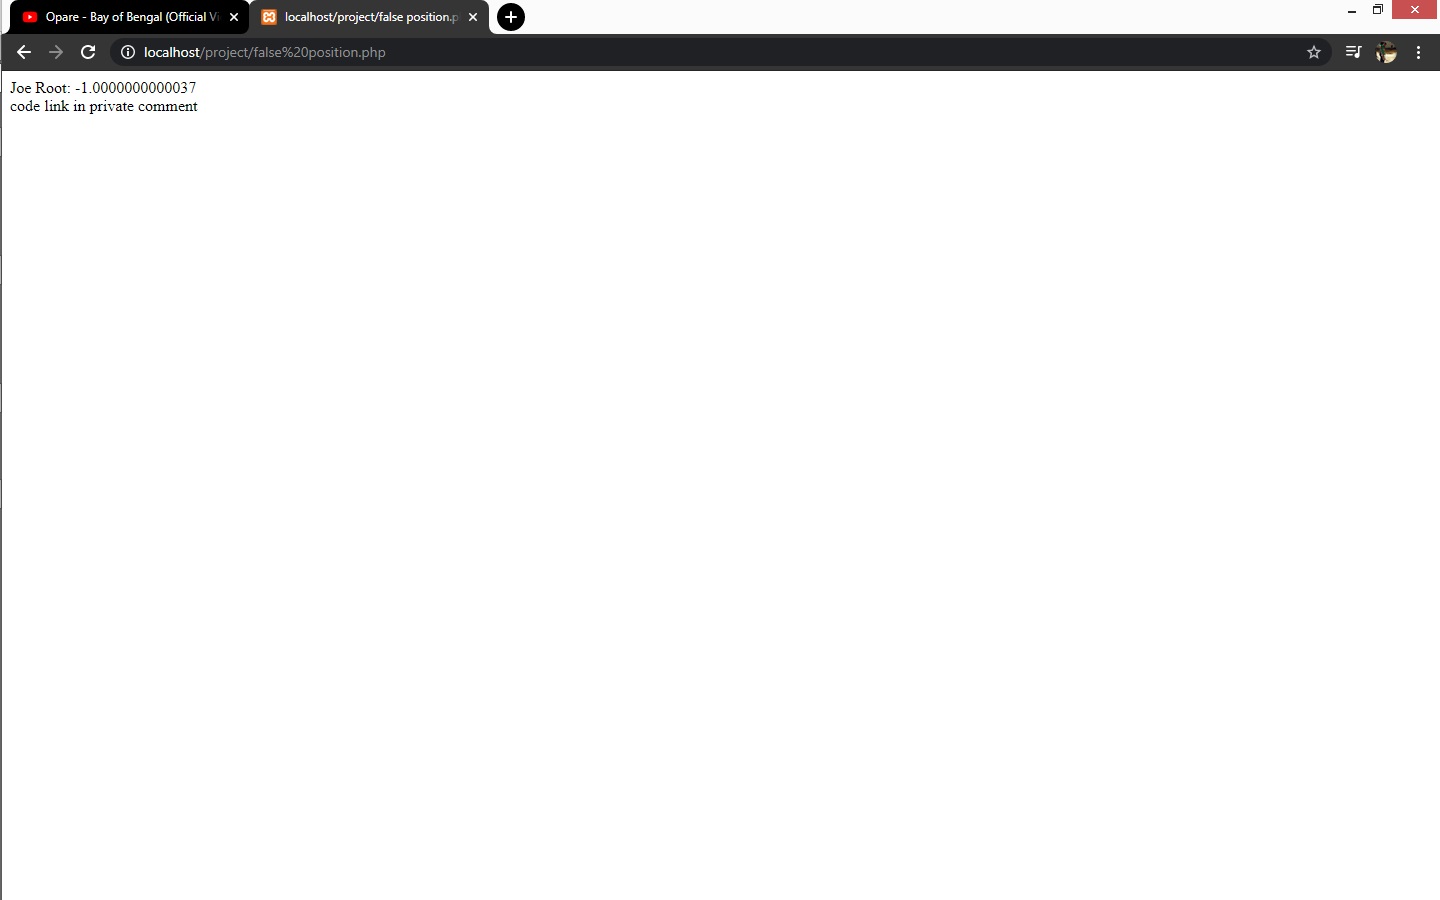 Opare - Bay of Bengal (Official Vi
localhost/project/false position.p
localhost/project/false%20position.php
Joe Root: -1.0000000000037
code link in private comment